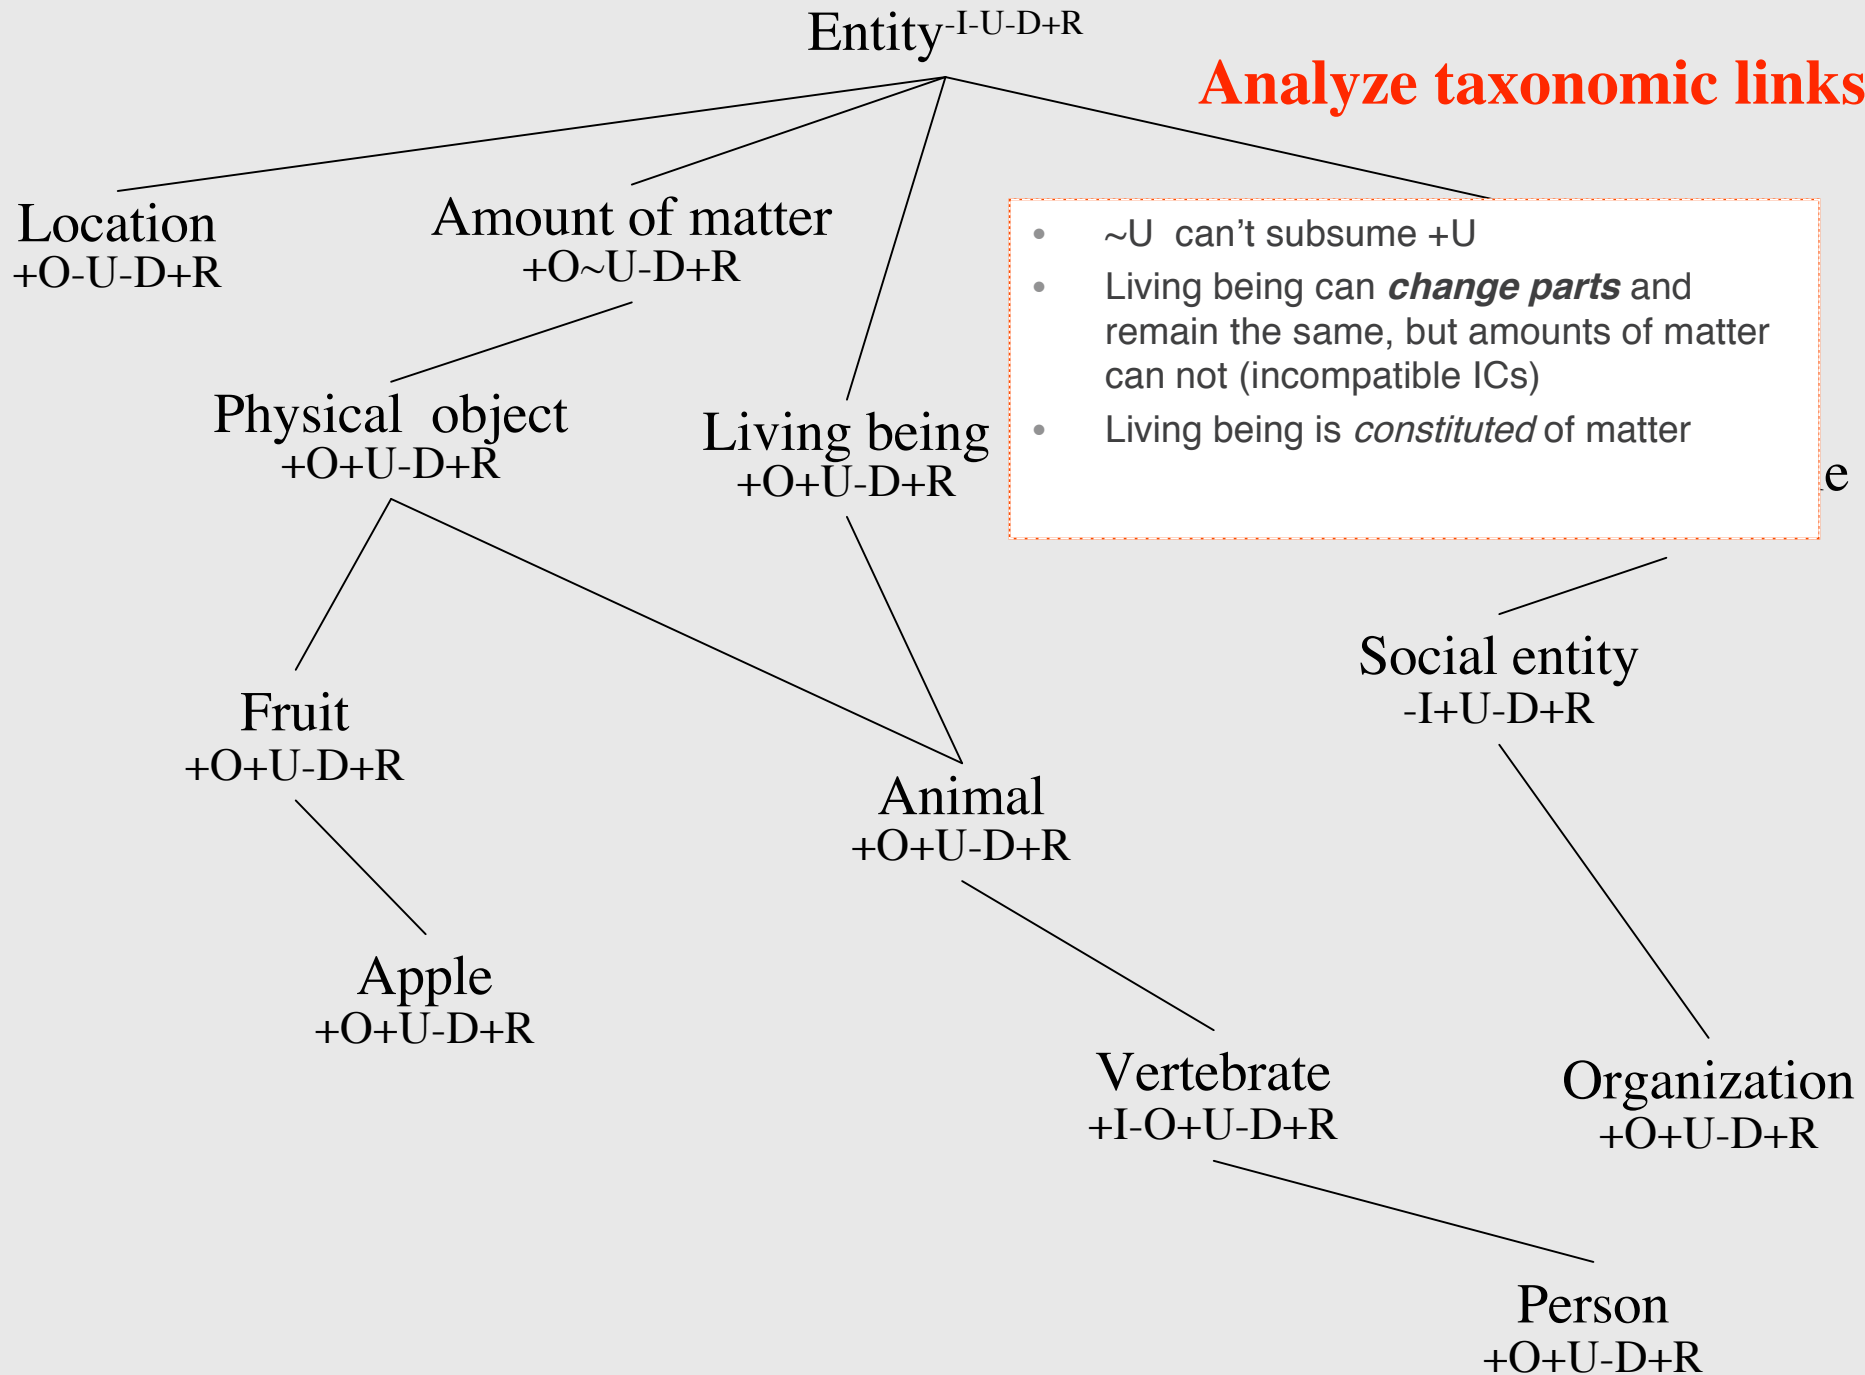 Entity-I-U-D+R
Analyze taxonomic links
Location
+O-U-D+R
Amount of matter
+O~U-D+R
• ~U can't subsume +U
• Living being can change parts and
remain the same, but amounts of matter
can not (incompatible ICs)
• Living being is constituted of matter
Physical object
+O+U-D+R
Living being
+O+U-D+R
e
Fruit
+O+U-D+R
Social entity
-I+U-D+R
Animal
+O+U-D+R
Apple
+O+U-D+R
Vertebrate
+I-O+U-D+R
Organization
+O+U-D+R
Person
+O+U-D+R